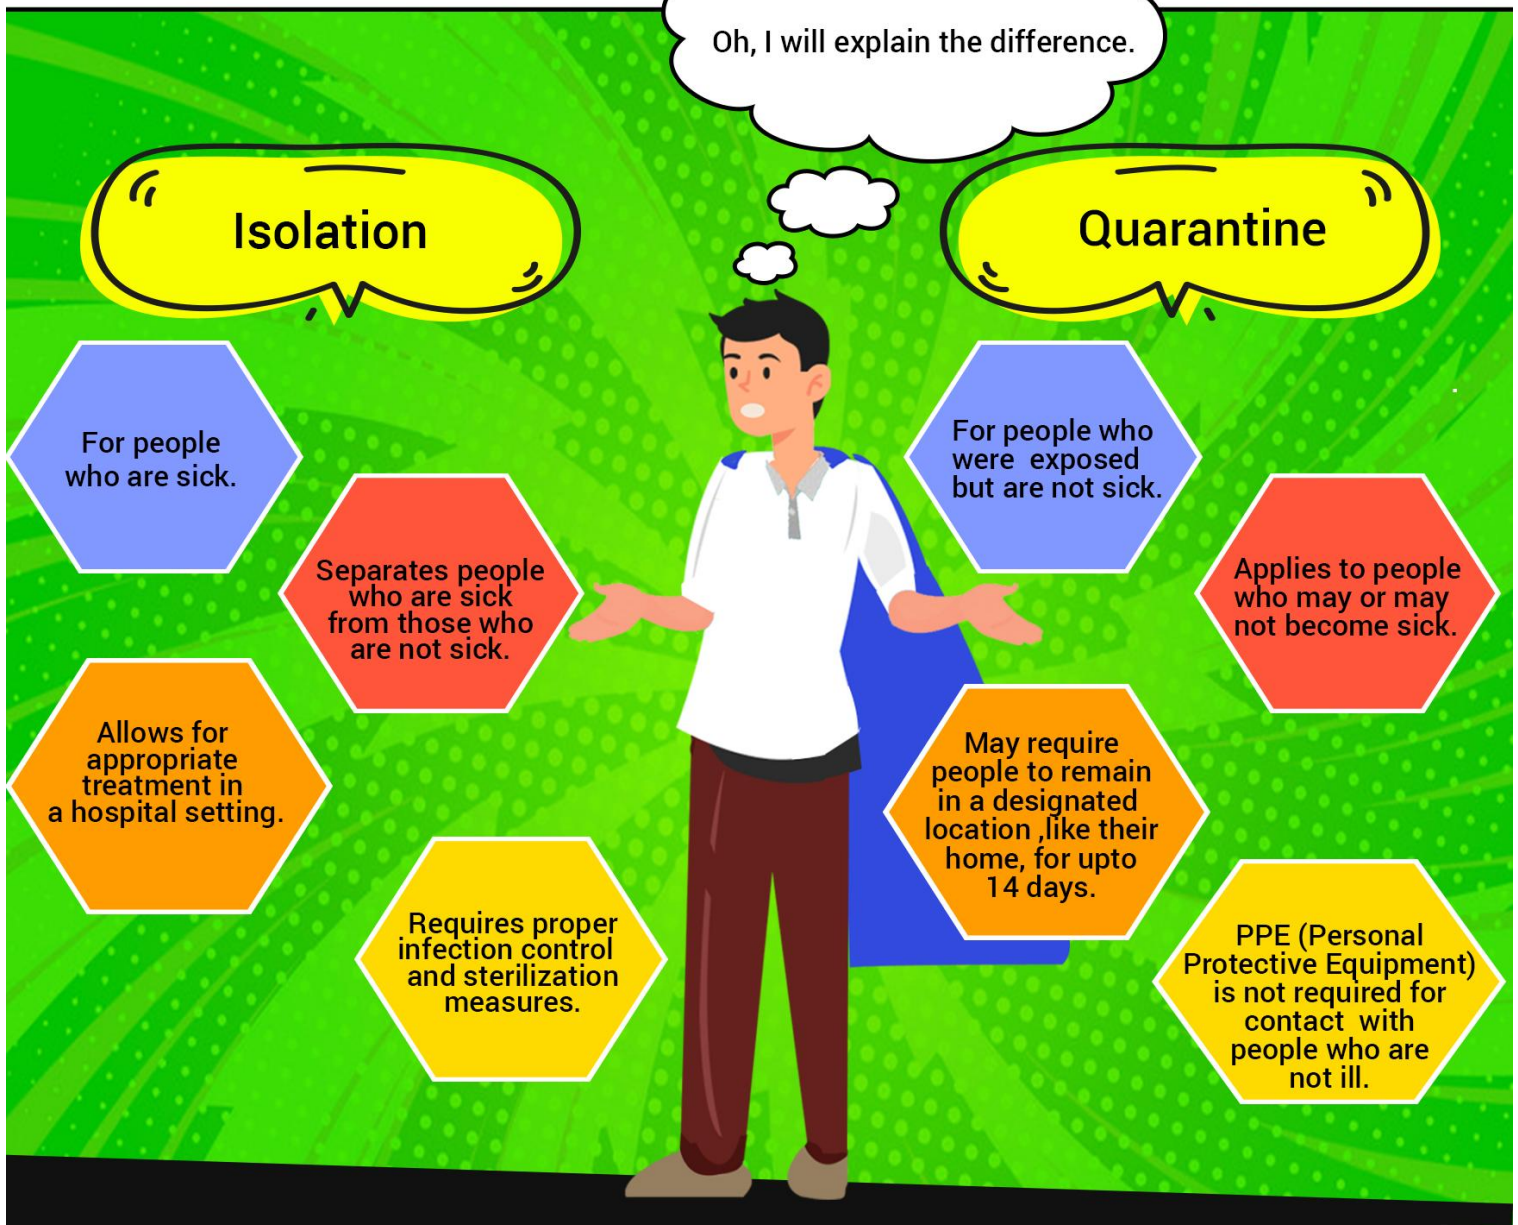 Oh, I will explain the difference.
Isolation
For people
who are sick.
Separates people
who are sick
from those who
are not sick.
Allows for
appropriate
treatment in
a hospital setting.
Requires proper
infection control
and sterilization
measures.
Quarantine
For people who
were exposed
but are not sick.
Applies to people
who may or may
not become sick.
May require
people to remain
in a designated
location ,like their
home, for upto
14 days.
PPE (Personal
Protective Equipment)
is not required for
contact with
people who are
not ill.